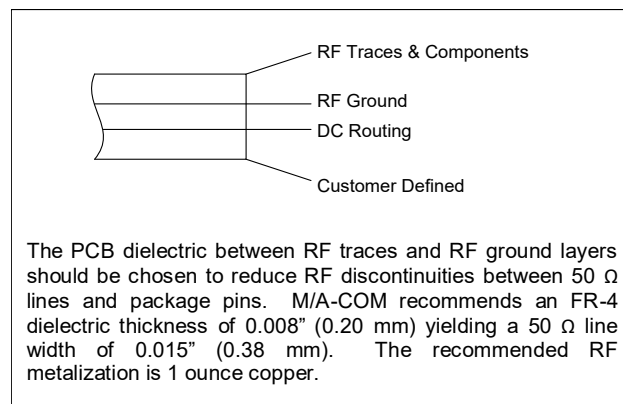 RF Traces & Components
RF Ground
DC Routing
Customer Defined
The PCB dielectric between RF traces and RF ground layers
should be chosen to reduce RF discontinuities between 50 Ω
lines and package pins. M/A-COM recommends an FR-4
dielectric thickness of 0.008” (0.20 mm) yielding a 50 Ω line
width of 0.015” (0.38 mm). The recommended RF
metalization is 1 ounce copper.